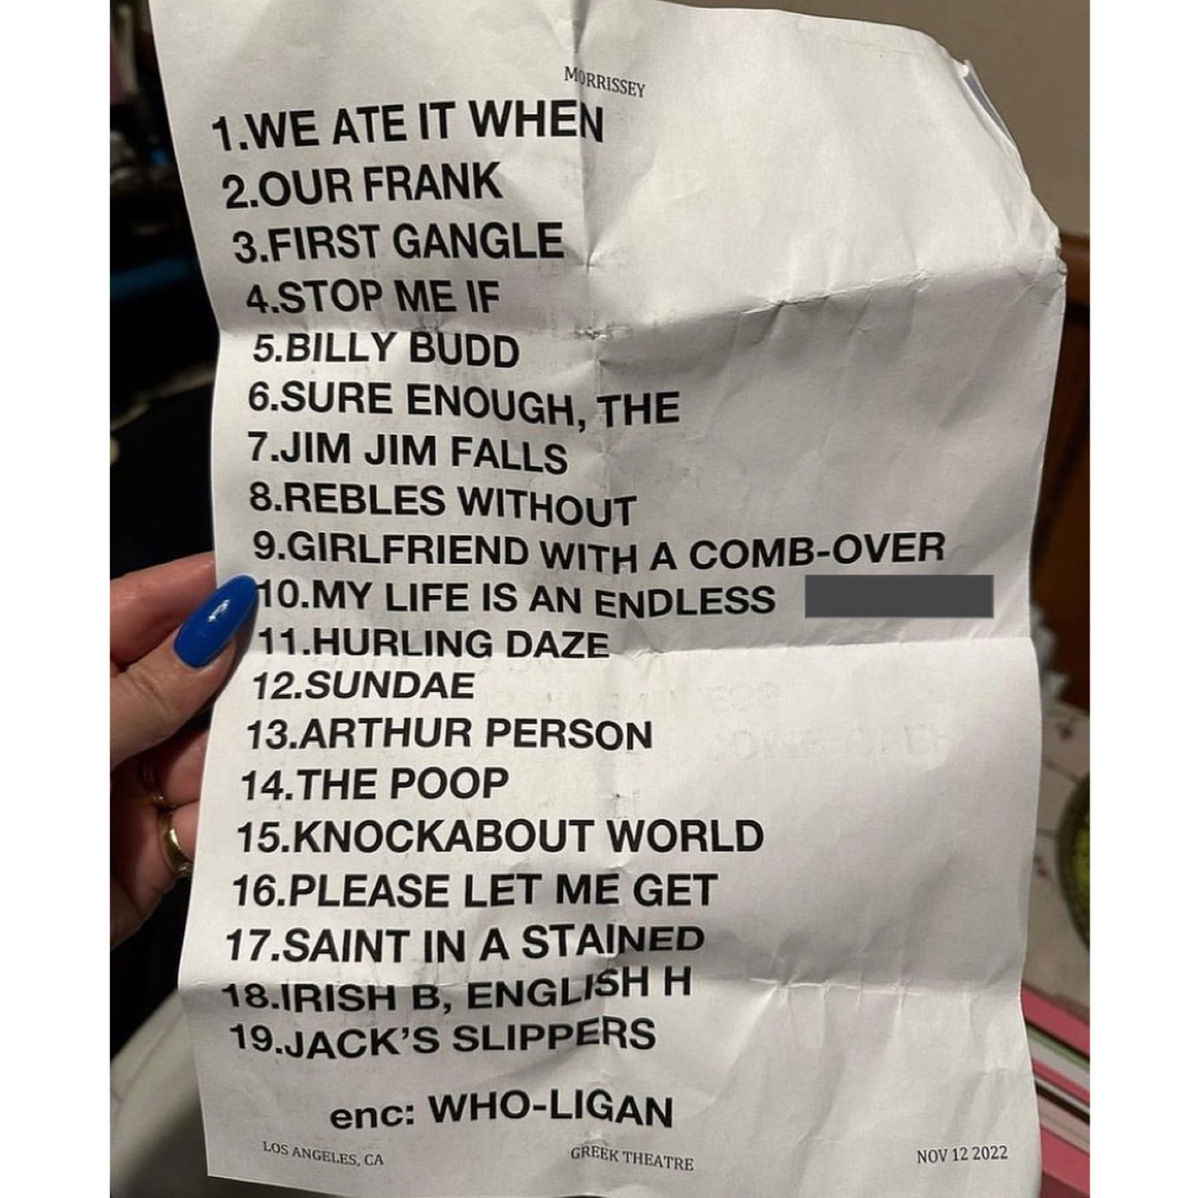 MORRISSEY
1.WE ATE IT WHEN
2.OUR FRANK
3.FIRST GANGLE
4.STOP ME IF
5.BILLY BUDD
6.SURE ENOUGH, THE
7.JIM JIM FALLS
8.REBLES WITHOUT
9.GIRLFRIEND WITH A COMB-OVER
10.MY LIFE IS AN ENDLESS
11.HURLING DAZE
12.SUNDAE
13.ARTHUR PERSON
14.THE POOP
15.KNOCKABOUT WORLD
16.PLEASE LET ME GET
17.SAINT IN A STAINED
18.IRISH B, ENGLISH H
19.JACK'S SLIPPERS
enc: WHO-LIGAN
LOS ANGELES, CA GREEK THEATRE NOV 12 2022